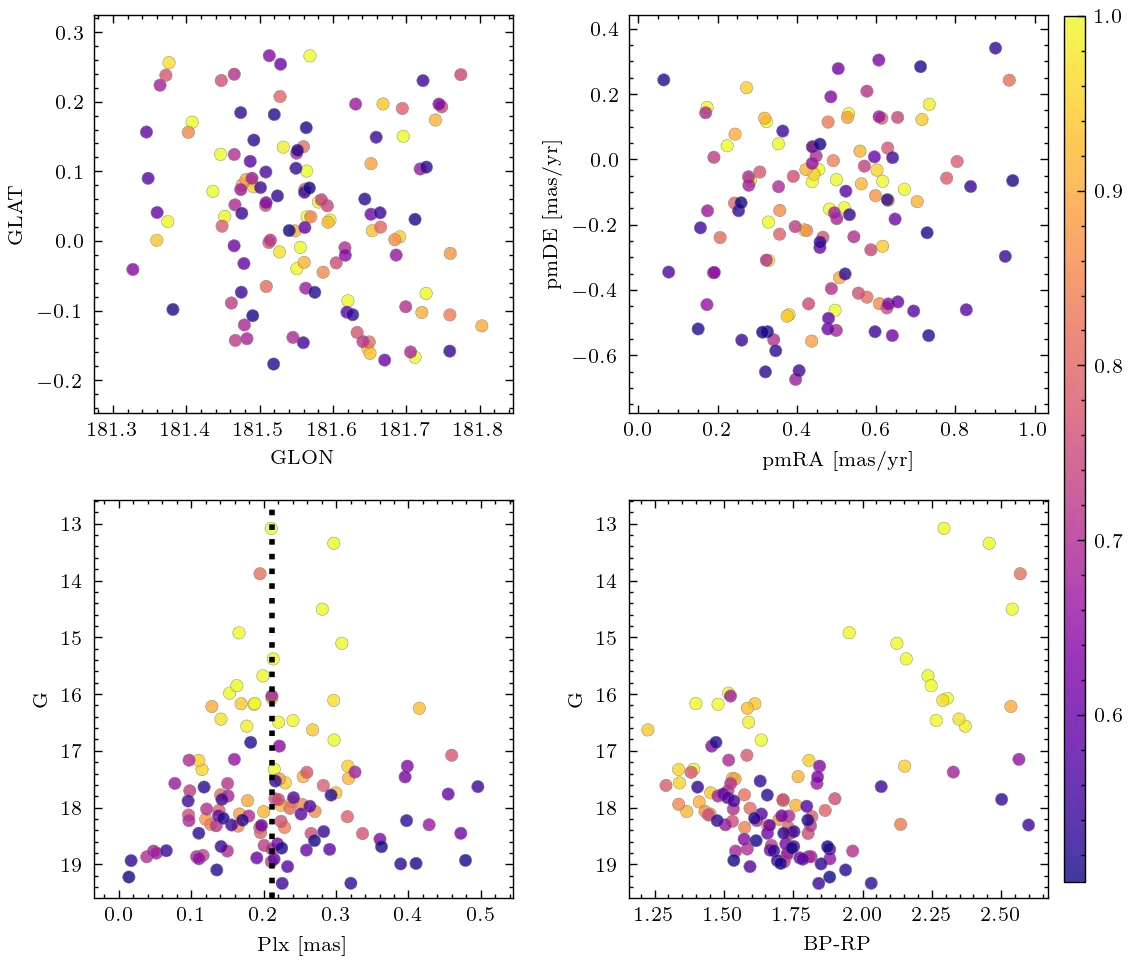 0.3
0.2
0.1
0.0
−0.1
−0.2
GLAT
181.3 181.4 181.5 181.6 181.7 181.8
GLON
0.4
0.2
0.0
−0.2
−0.4
−0.6
pmDE [mas/yr]
0.0 0.2 0.4 0.6 0.8 1.0
pmRA [mas/yr]
1.0
0.9
0.8
0.7
0.6
13
14
15
16
17
18
19
G
0.0 0.1 0.2 0.3 0.4 0.5
Plx [mas]
13
14
15
16
17
18
19
G
1.25 1.50 1.75 2.00 2.25 2.50
BP-RP